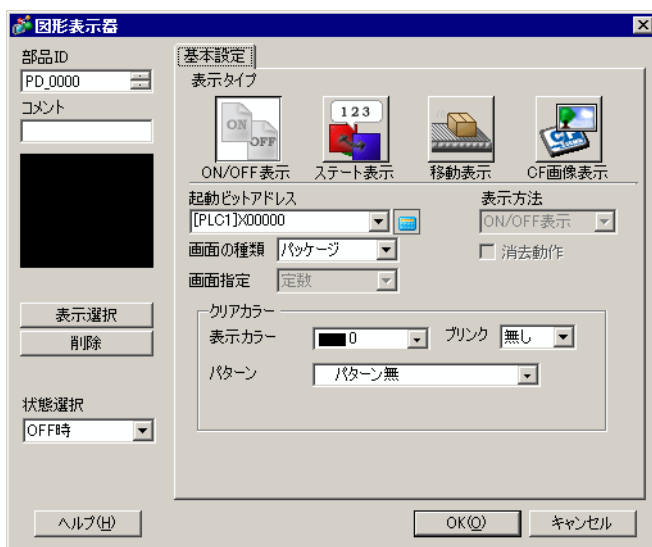 図形表示器
部品ID
PD_0000
コメント
表示選択
削除
状態選択
OFF時
ヘルプ(H)
基本設定
表示タイプ
ON
OFF
123
ON/OFF表示
ステート表示
移動表示
CF画像表示
起動ビットアドレス
[PLC1]X00000
表示方法
ON/OFF表示
画面の種類
パッケージ
消去動作
画面指定
定数
クリアカラー
表示カラー
0
ブリンク
無し
パターン
パターン無
OK(O)
キャンセル